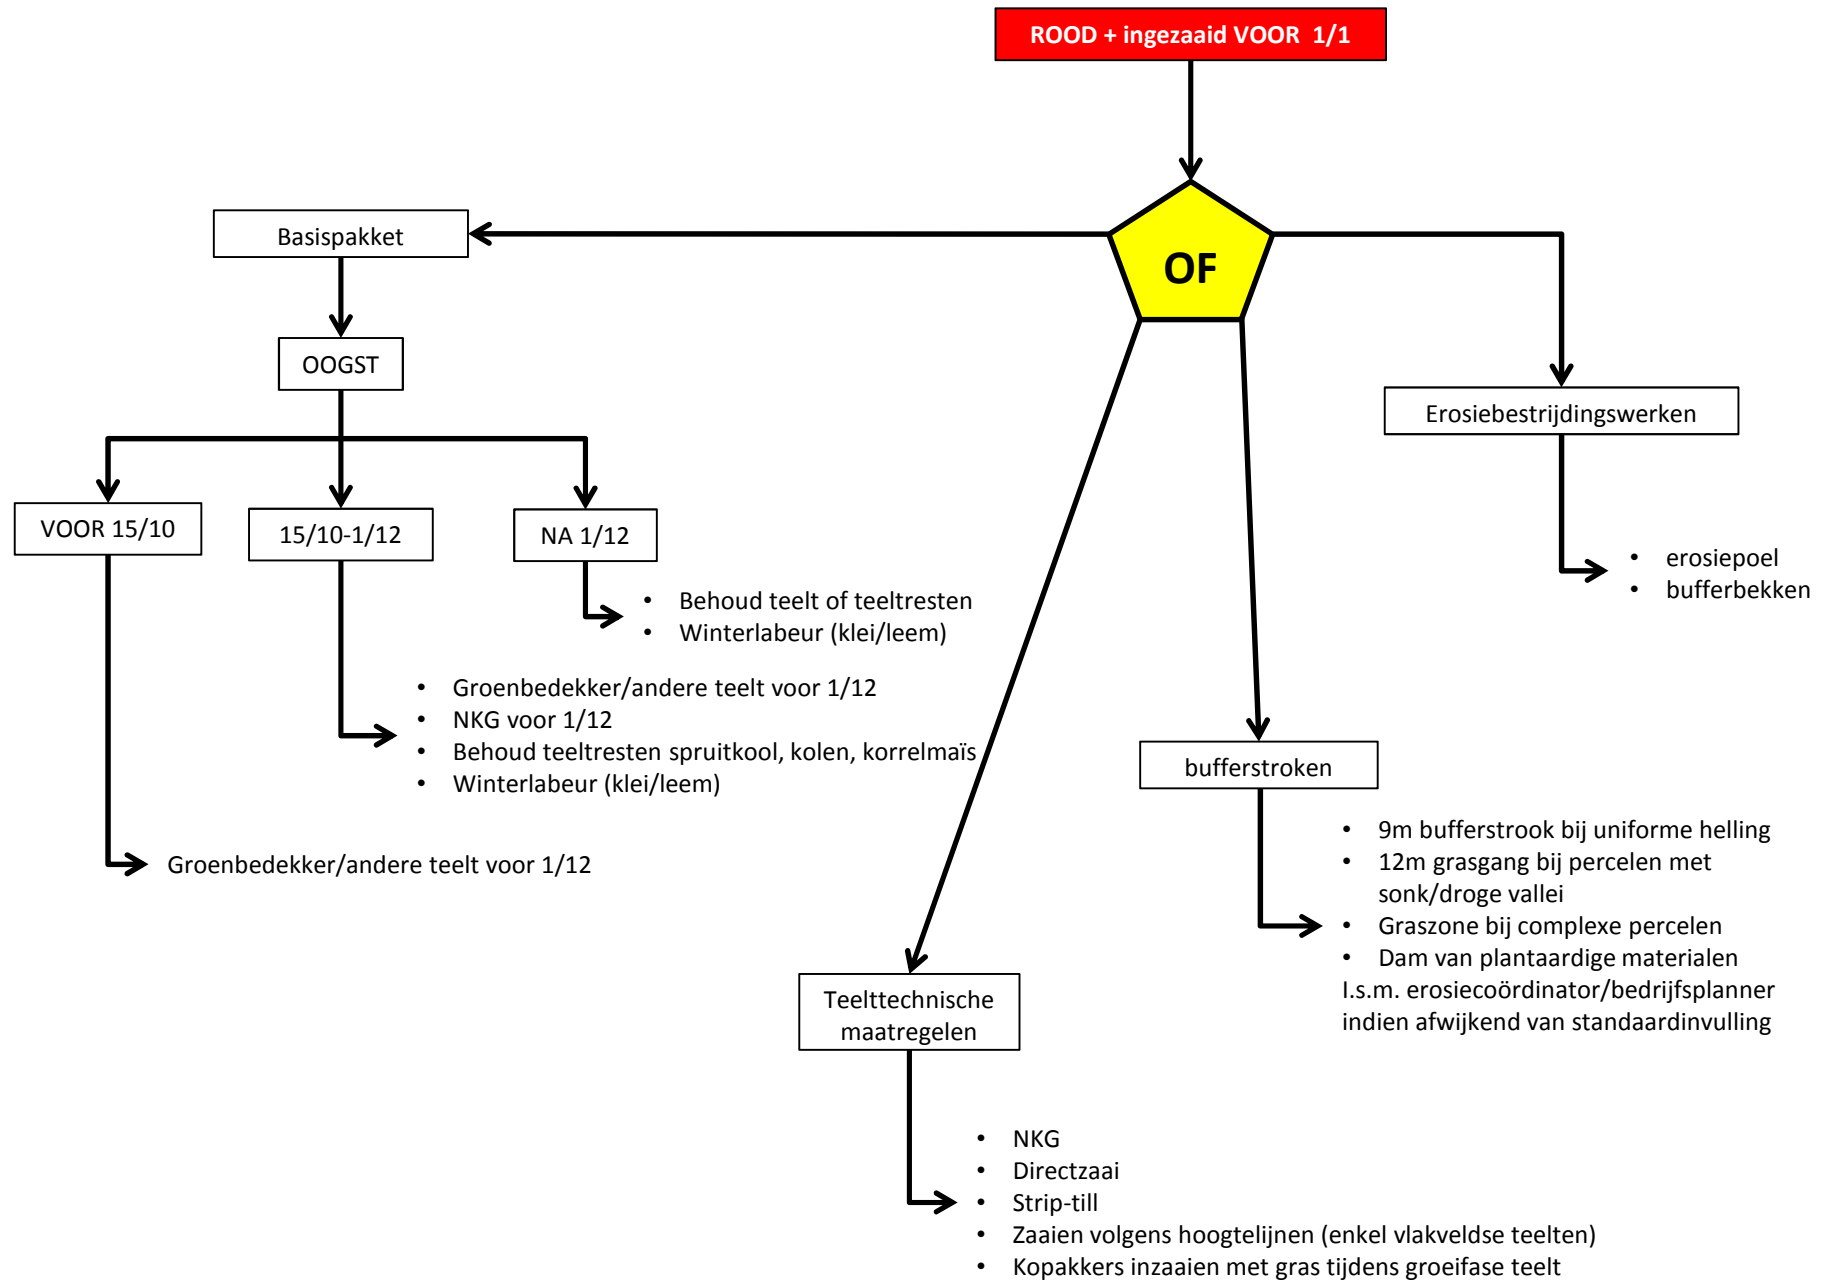 ROOD + ingezaaid VOOR 1/1
OF
Basispakket
OOGST
VOOR 15/10
15/10-1/12
NA 1/12
• Behoud teelt of teeltresten
• Winterlabeur (klei/leem)
• Groenbedekker/andere teelt voor 1/12
• NKG voor 1/12
• Behoud teeltresten spruitkool, kolen, korrelmaïs
• Winterlabeur (klei/leem)
Groenbedekker/andere teelt voor 1/12
Teelttechnische
maatregelen
• NKG
• Directzaai
• Strip-till
• Zaaien volgens hoogtelijnen (enkel vlakveldse teelten)
• Kopakkers inzaaien met gras tijdens groeifase teelt
bufferstroken
• 9m bufferstrook bij uniforme helling
• 12m grasgang bij percelen met
sonk/droge vallei
• Graszone bij complexe percelen
• Dam van plantaardige materialen
I.s.m. erosiecoördinator/bedrijfsplanner
indien afwijkend van standaardinvulling
Erosiebestrijdingswerken
• erosiepoel
• bufferbekken